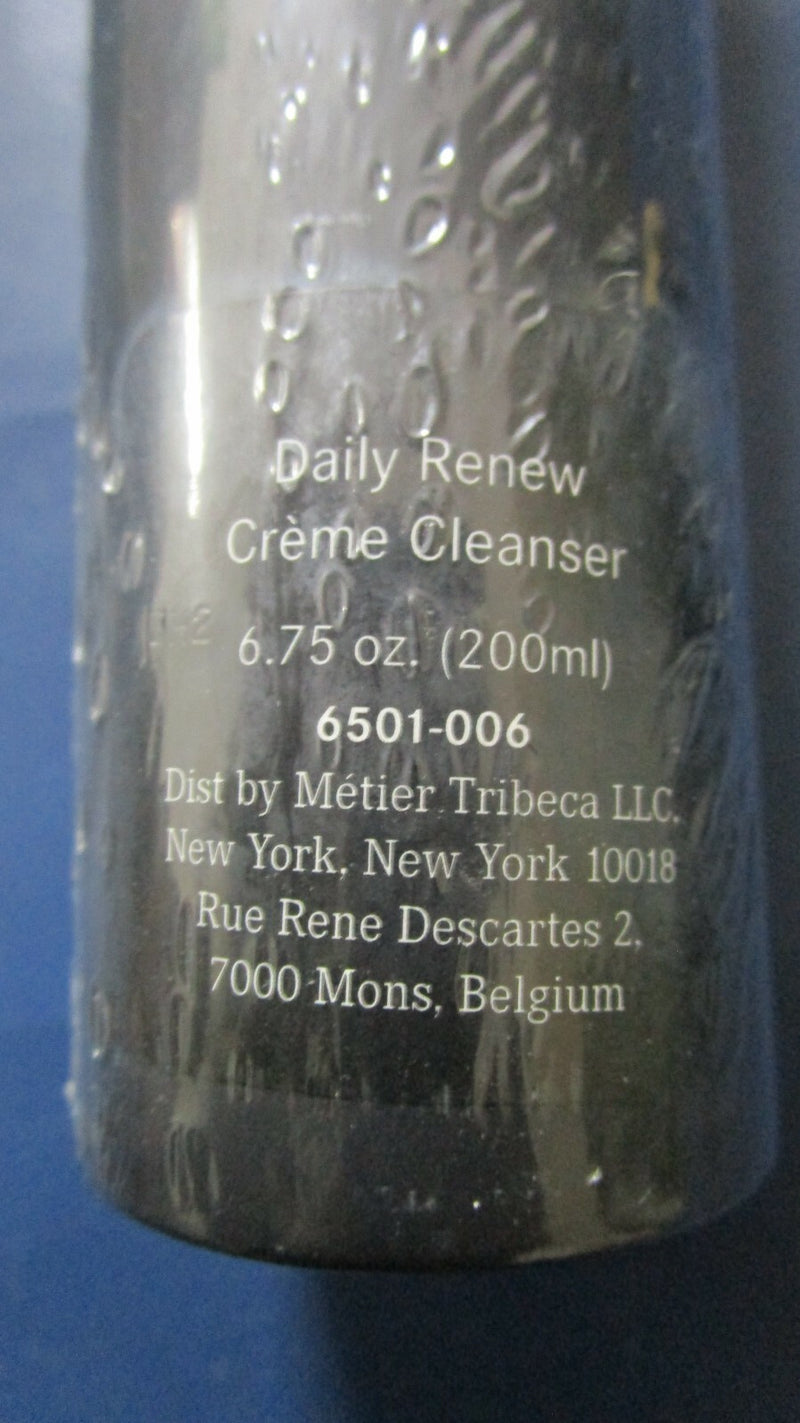 Daily Renew
Crème Cleanser
6.75 oz. (200ml)
6501-006
Dist by Métier Tribeca LLC.
New York, New York 10018
Rue Rene Descartes 2,
7000 Mons, Belgium